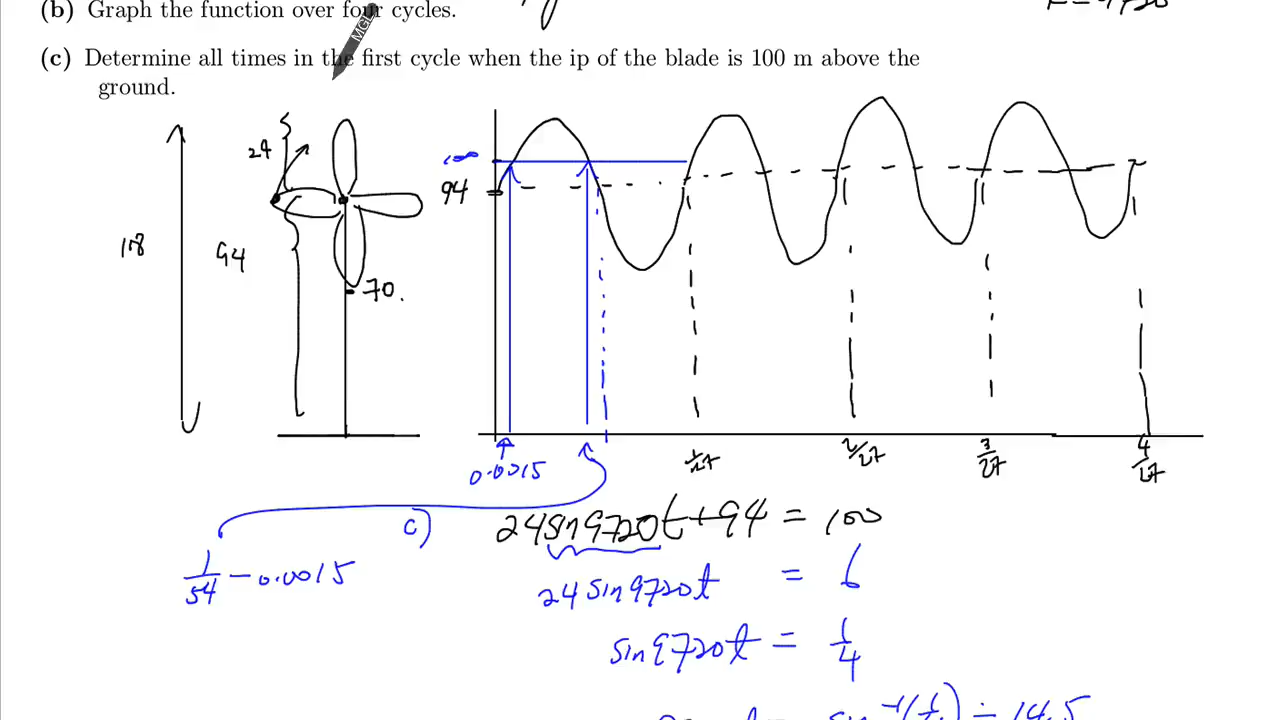 (b) Graph the function over four cycles.
(c) Determine all times in the first cycle when the ip of the blade is 100 m above the
ground.
24
100
94
118
94
70.
0.0015
1/27
2/27
3/27
4/27
c) 24 sin 9720t + 94 = 100
1/54 - 0.0015
24 sin 9720t = 6
sin 9720t = 1/4